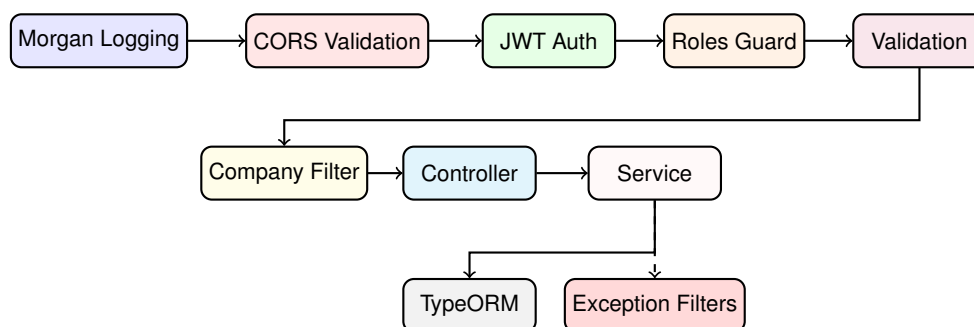 Morgan Logging
CORS Validation
JWT Auth
Roles Guard
Validation
Company Filter
Controller
Service
TypeORM
Exception Filters